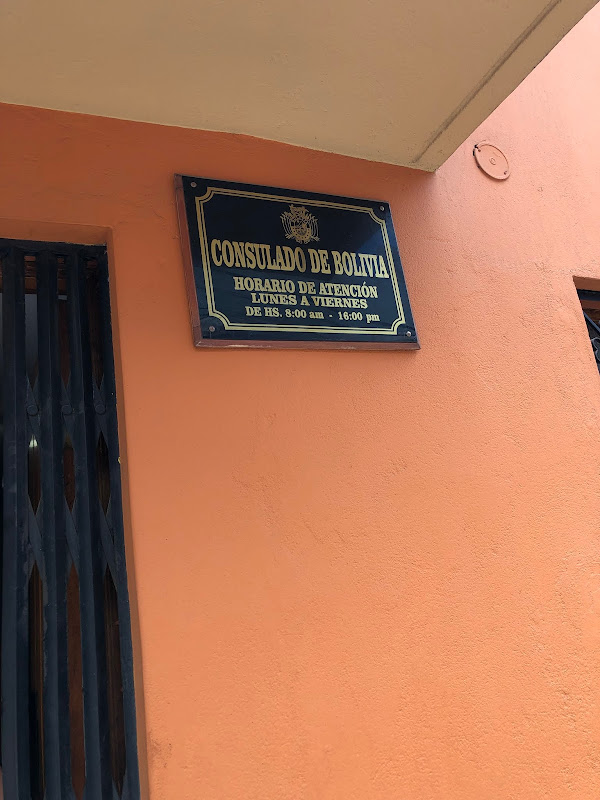 CONSULADO DE BOLIVIA
HORARIO DE ATENCIÓN
LUNES A VIERNES
DE HS. 8:00 am - 16:00 pm